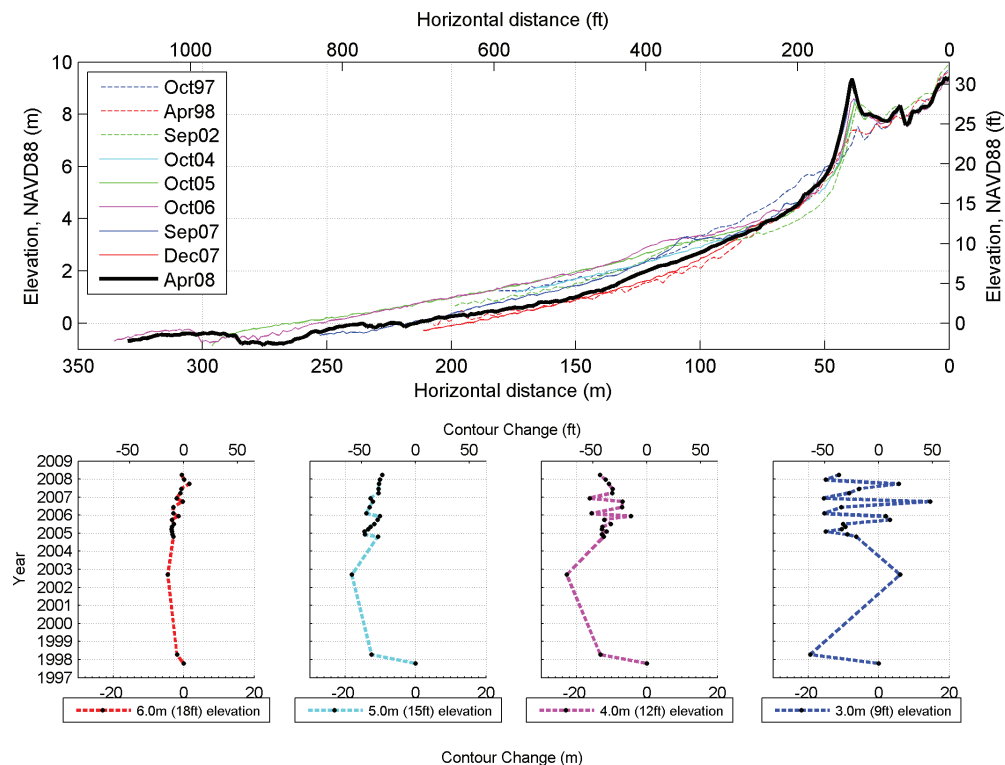 Horizontal distance (ft)
1000 800 600 400 200 0
Elevation, NAVD88 (m)
10
8
6
4
2
0
Oct97
Apr98
Sep02
Oct04
Oct05
Oct06
Sep07
Dec07
Apr08
30
25
20
15
10
5
0
Elevation, NAVD88 (ft)
350 300 250 200 150 100 50 0
Horizontal distance (m)
Contour Change (ft)
-50 0 50 -50 0 50 -50 0 50 -50 0 50
Year
2009
2008
2007
2006
2005
2003
2002
2001
2000
1999
1998
1997
-20 0 20 -20 0 20 -20 0 20 -20 0 20
6.0m (18ft) elevation 5.0m (15ft) elevation 4.0m (12ft) elevation 3.0m (9ft) elevation
Contour Change (m)